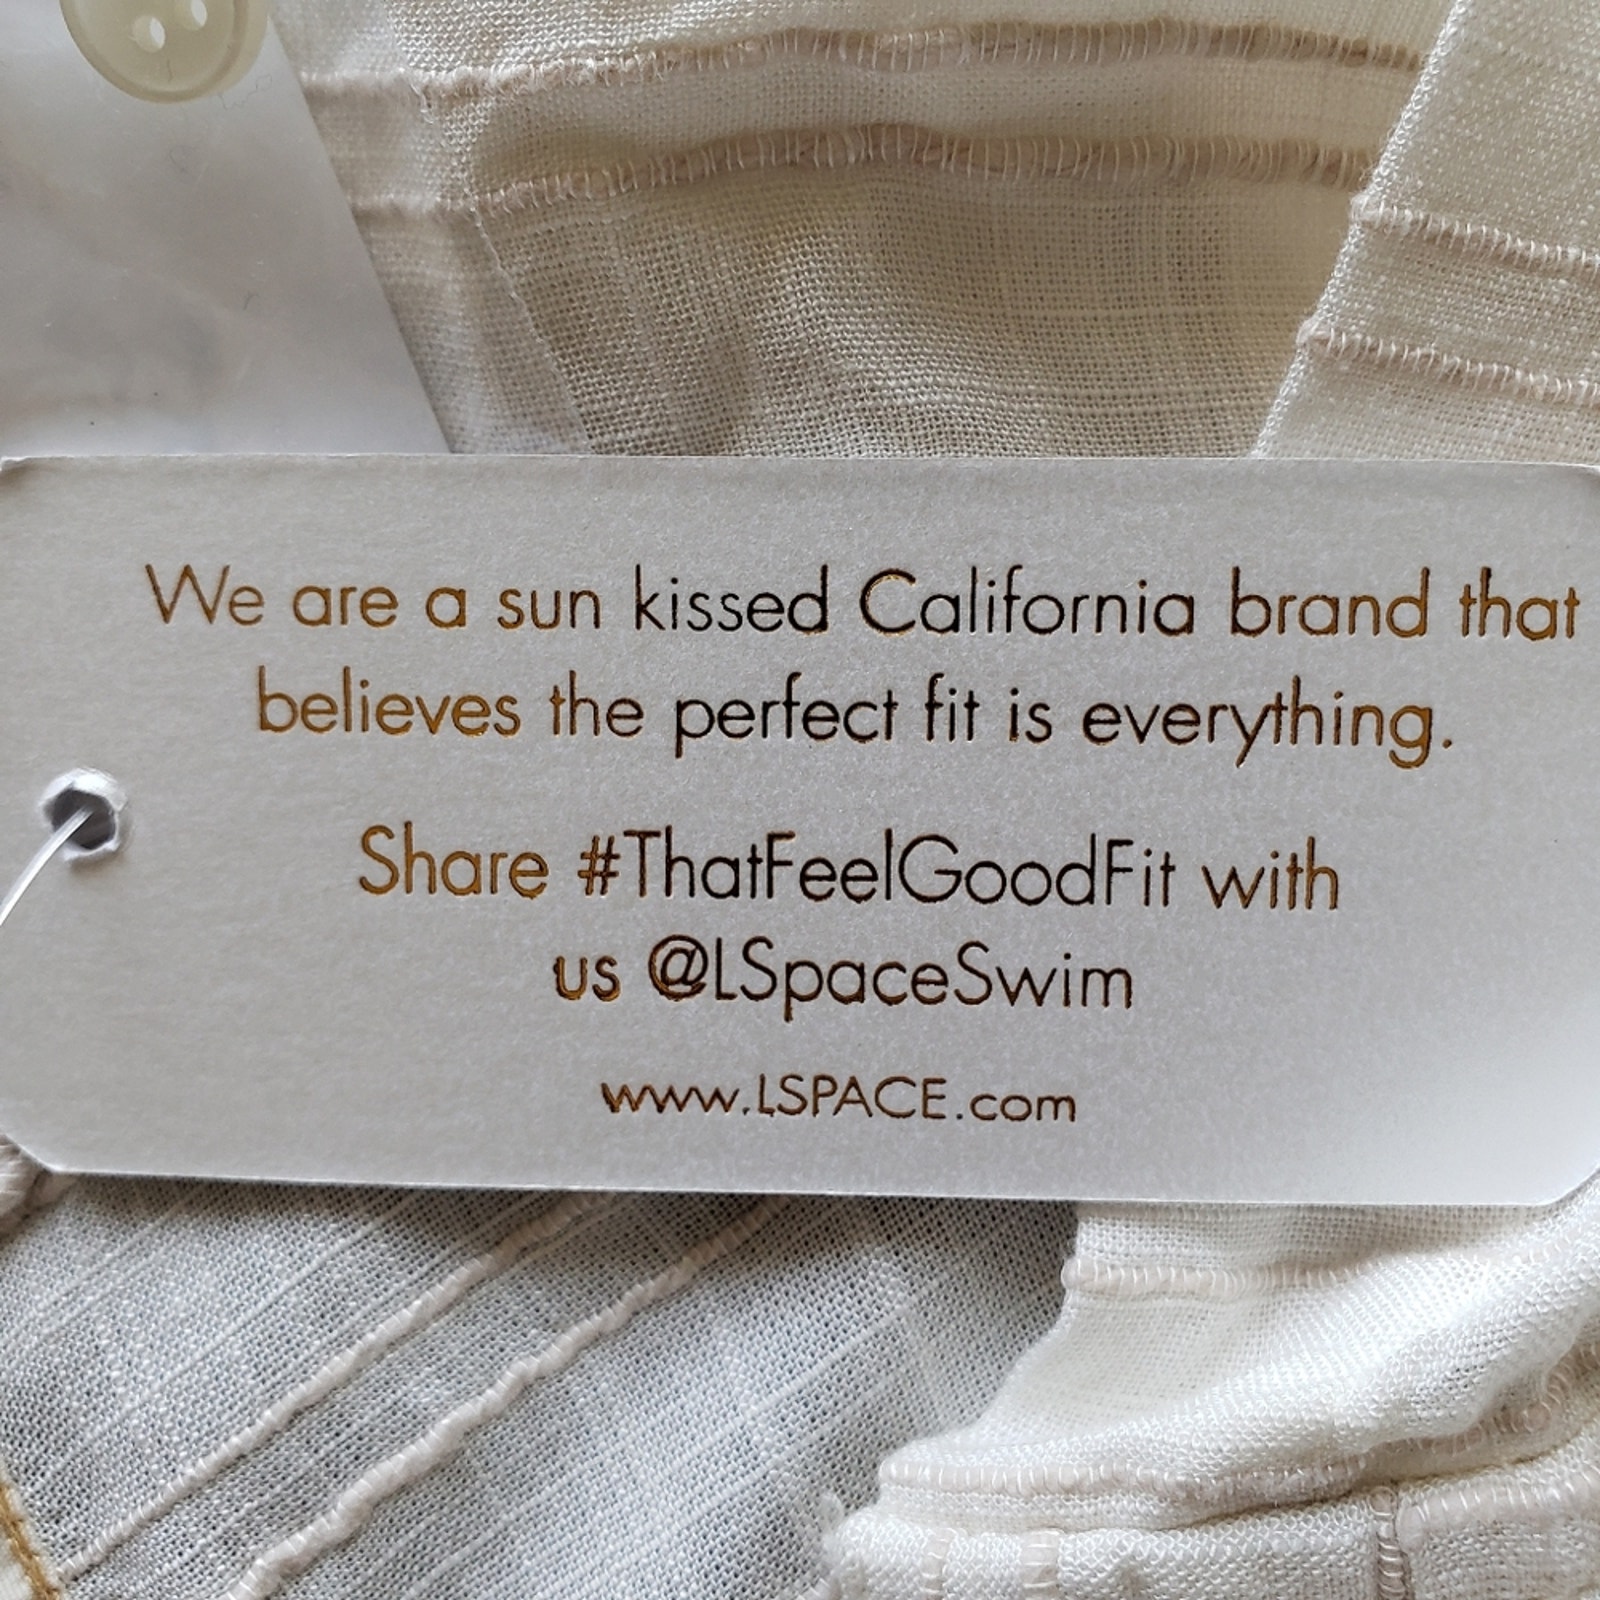 We are a sun kissed California brand that
believes the perfect fit is everything.
Share #ThatFeelGoodFit with
us @LSpaceSwim
www.LSPACE.com